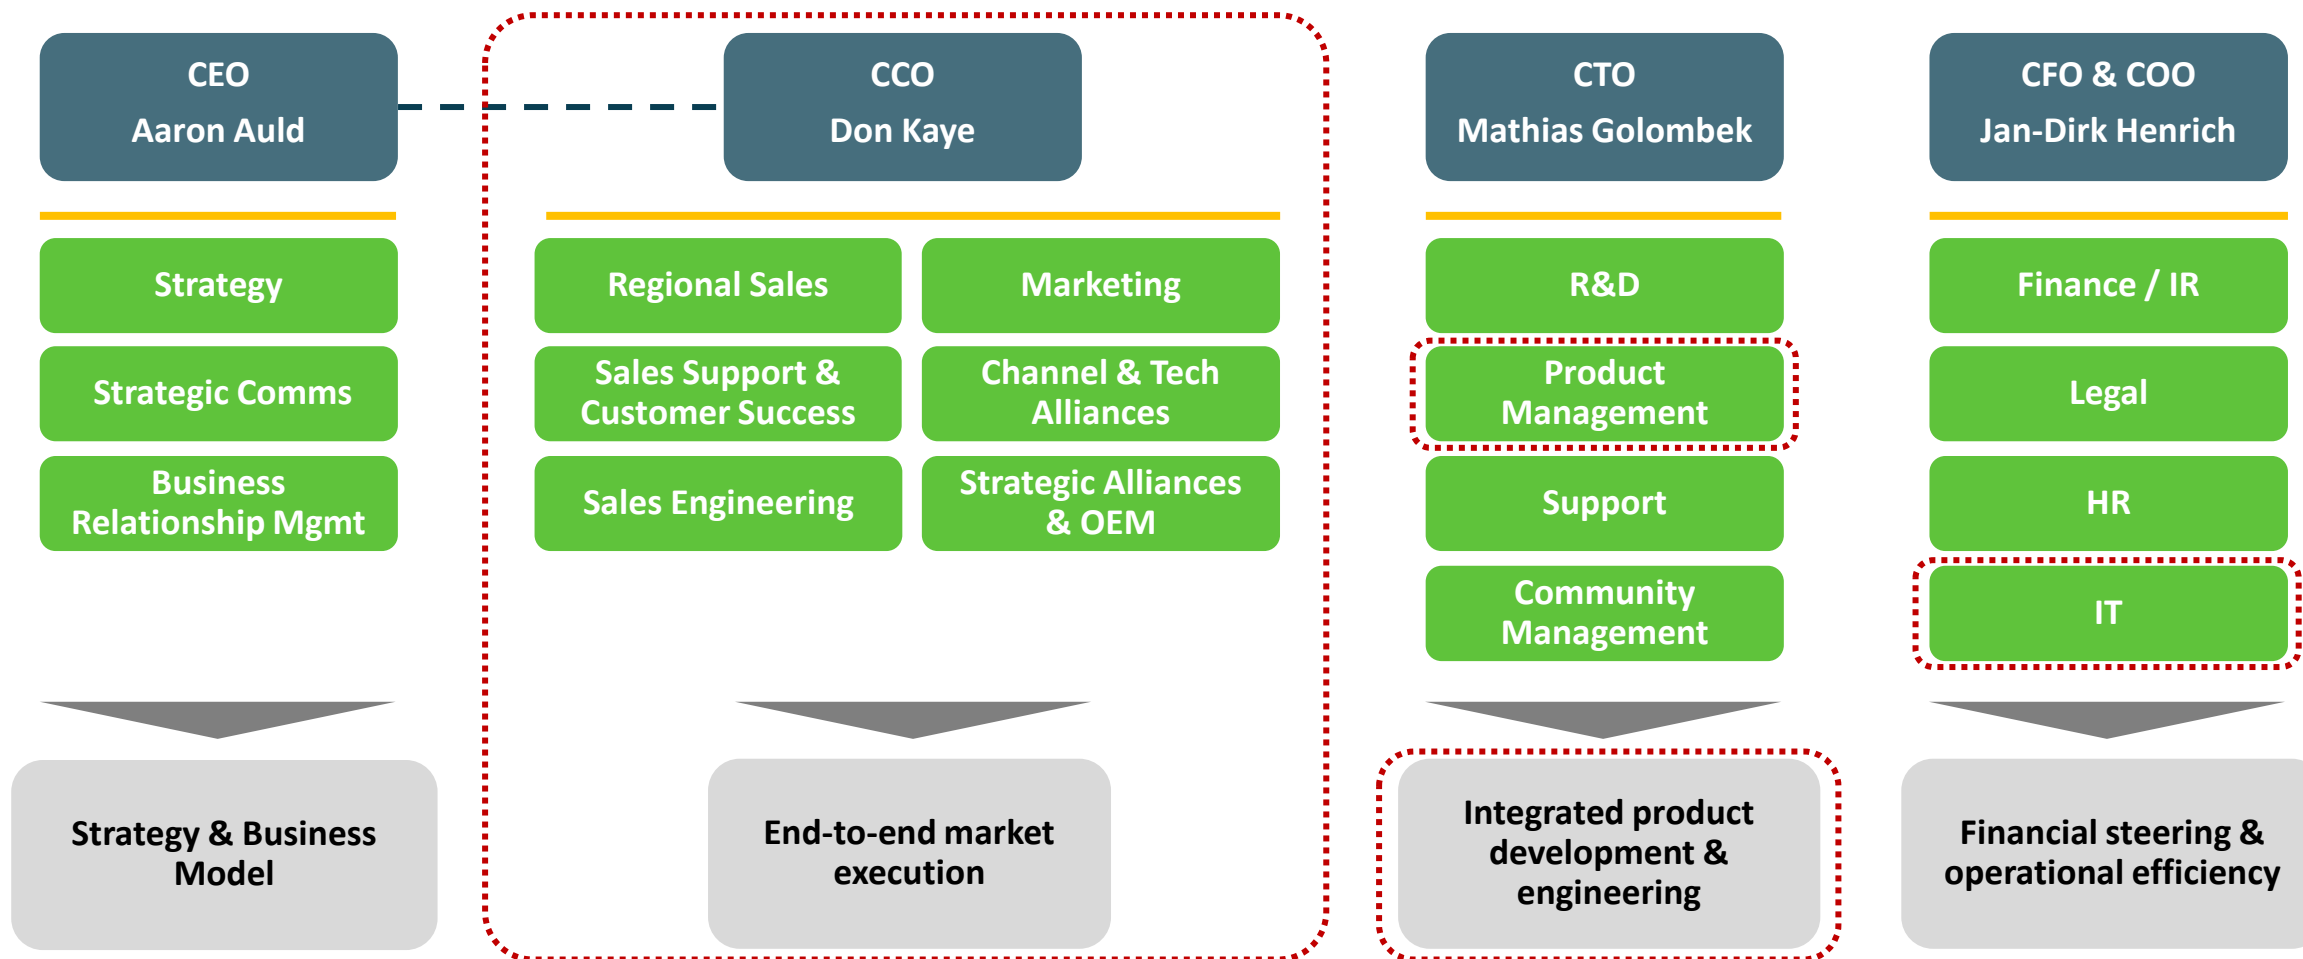 CEO
Aaron Auld
Strategy
Strategic Comms
Business
Relationship Mgmt
Strategy & Business
Model
CCO
Don Kaye
Regional Sales
Marketing
Sales Support &
Customer Success
Channel & Tech
Alliances
Sales Engineering
Strategic Alliances
& OEM
End-to-end market
execution
CTO
Mathias Golombek
R&D
Product
Management
Support
Community
Management
Integrated product
development &
engineering
CFO & COO
Jan-Dirk Henrich
Finance / IR
Legal
HR
IT
Financial steering &
operational efficiency